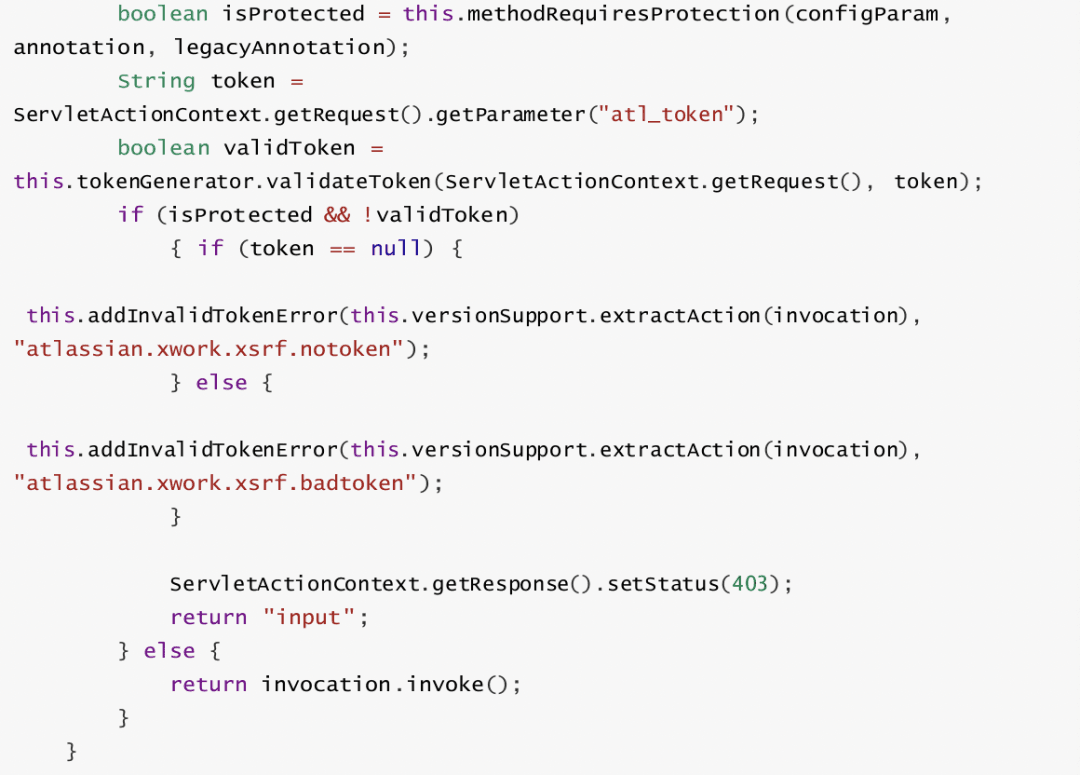 boolean isProtected = this.methodRequiresProtection(configParam,
annotation, legacyAnnotation);
        String token =
ServletActionContext.getRequest().getParameter("atl_token");
        boolean validToken =
this.tokenGenerator.validateToken(ServletActionContext.getRequest(), token);
        if (isProtected && !validToken)
            { if (token == null) {

 this.addInvalidTokenError(this.versionSupport.extractAction(invocation),
"atlassian.xwork.xsrf.notoken");
            } else {

 this.addInvalidTokenError(this.versionSupport.extractAction(invocation),
"atlassian.xwork.xsrf.badtoken");
            }

            ServletActionContext.getResponse().setStatus(403);
            return "input";
        } else {
            return invocation.invoke();
        }
    }